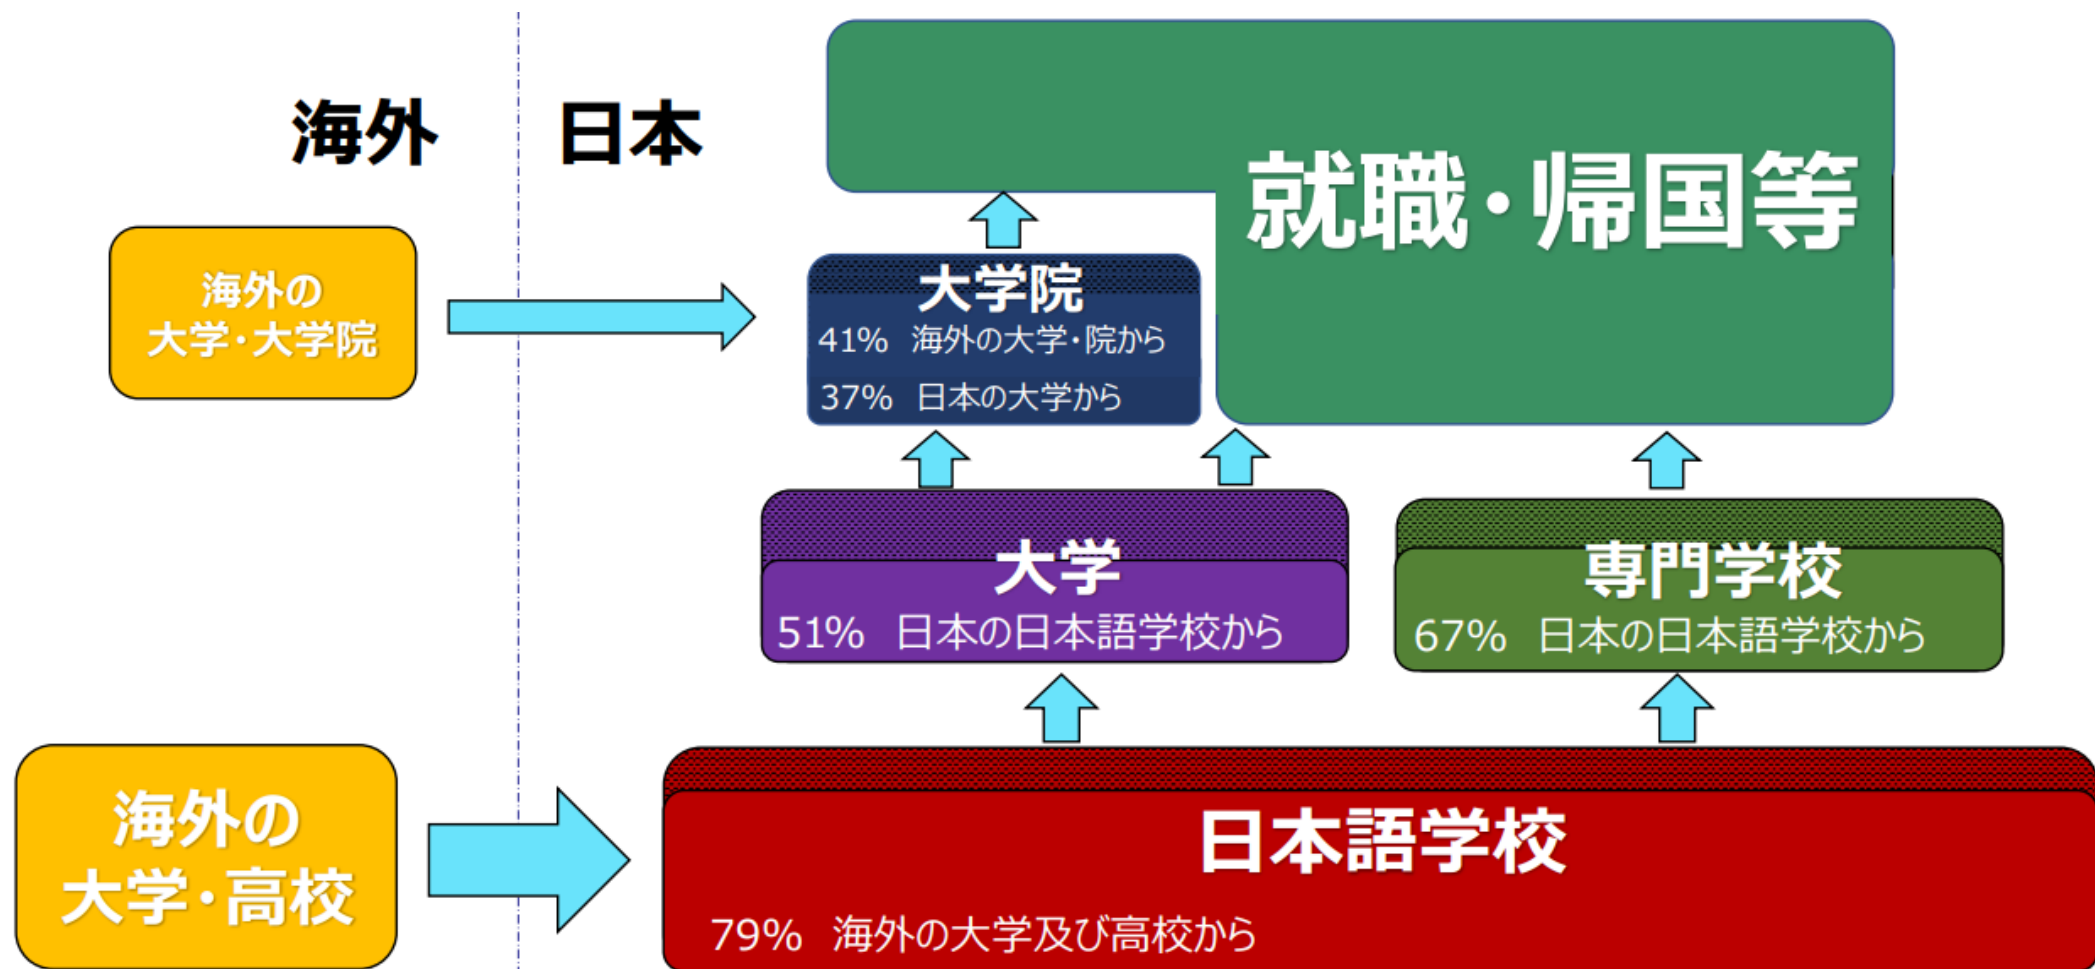 海外
日本
就職・帰国等
海外の
大学・大学院
大学院
41% 海外の大学・院から
37% 日本の大学から
大学
51% 日本の日本語学校から
専門学校
67% 日本の日本語学校から
海外の
大学・高校
日本語学校
79% 海外の大学及び高校から